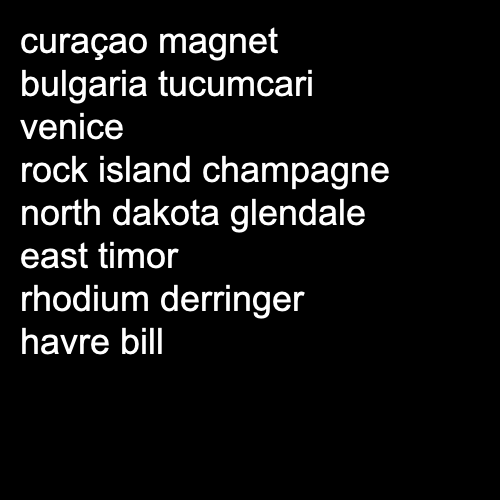 curaçao magnet
bulgaria tucumcari
venice
rock island champagne
north dakota glendale
east timor
rhodium derringer
havre bill